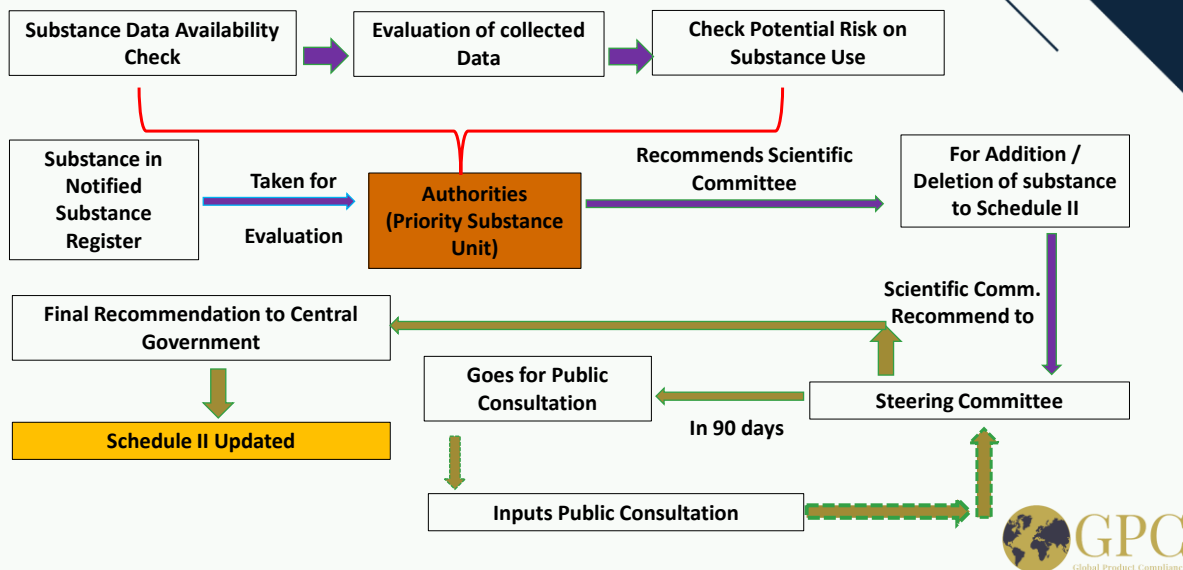 Substance Data Availability
Check
Evaluation of collected
Data
Check Potential Risk on
Substance Use
Substance in
Notified
Substance
Register
Taken for
Evaluation
Authorities
(Priority Substance
Unit)
Recommends Scientific
Committee
For Addition /
Deletion of substance
to Schedule II
Scientific Comm.
Recommend to
Final Recommendation to Central
Government
Goes for Public
Consultation
In 90 days
Steering Committee
Schedule II Updated
Inputs Public Consultation
GPC
Global Product Compliance